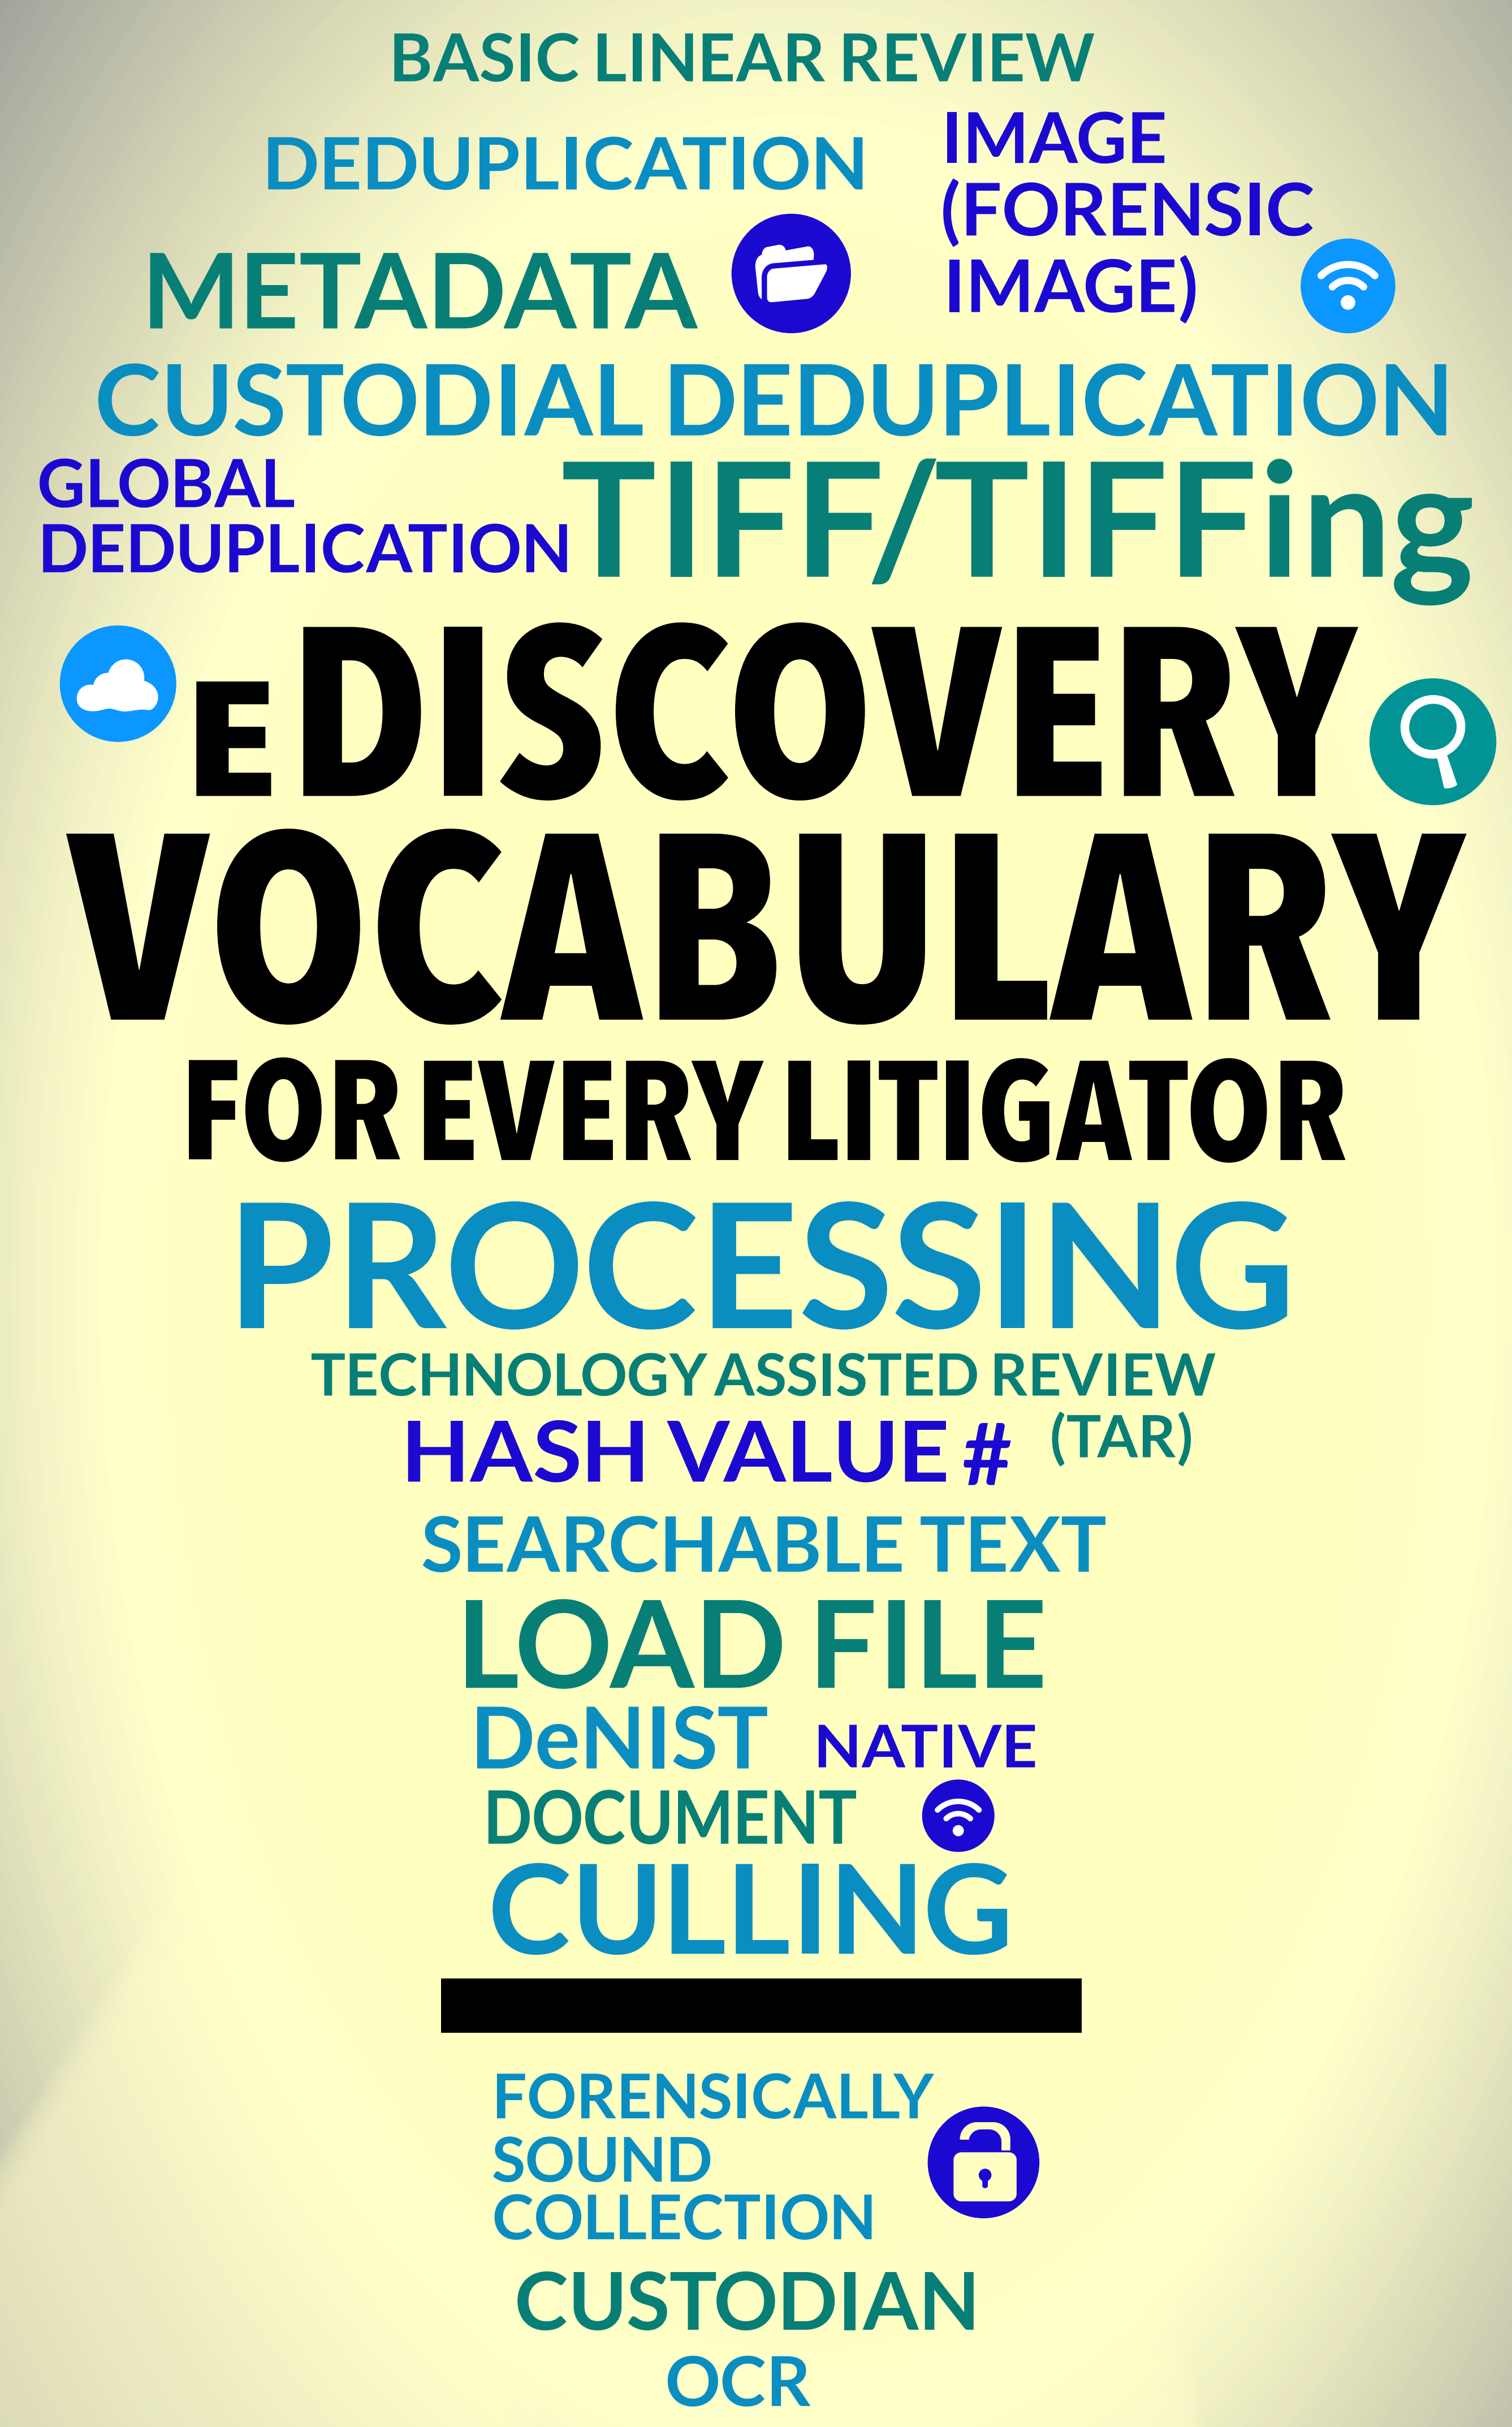 BASIC LINEAR REVIEW
DEDUPLICATION
IMAGE
(FORENSIC
IMAGE)
METADATA
CUSTODIAL DEDUPLICATION
GLOBAL
DEDUPLICATION
TIFF/TIFFing
E DISCOVERY
VOCABULARY
FOR EVERY LITIGATOR
PROCESSING
TECHNOLOGY ASSISTED REVIEW
(TAR)
HASH VALUE #
SEARCHABLE TEXT
LOAD FILE
DeNIST
NATIVE
DOCUMENT
CULLING
FORENSICALLY
SOUND
COLLECTION
CUSTODIAN
OCR